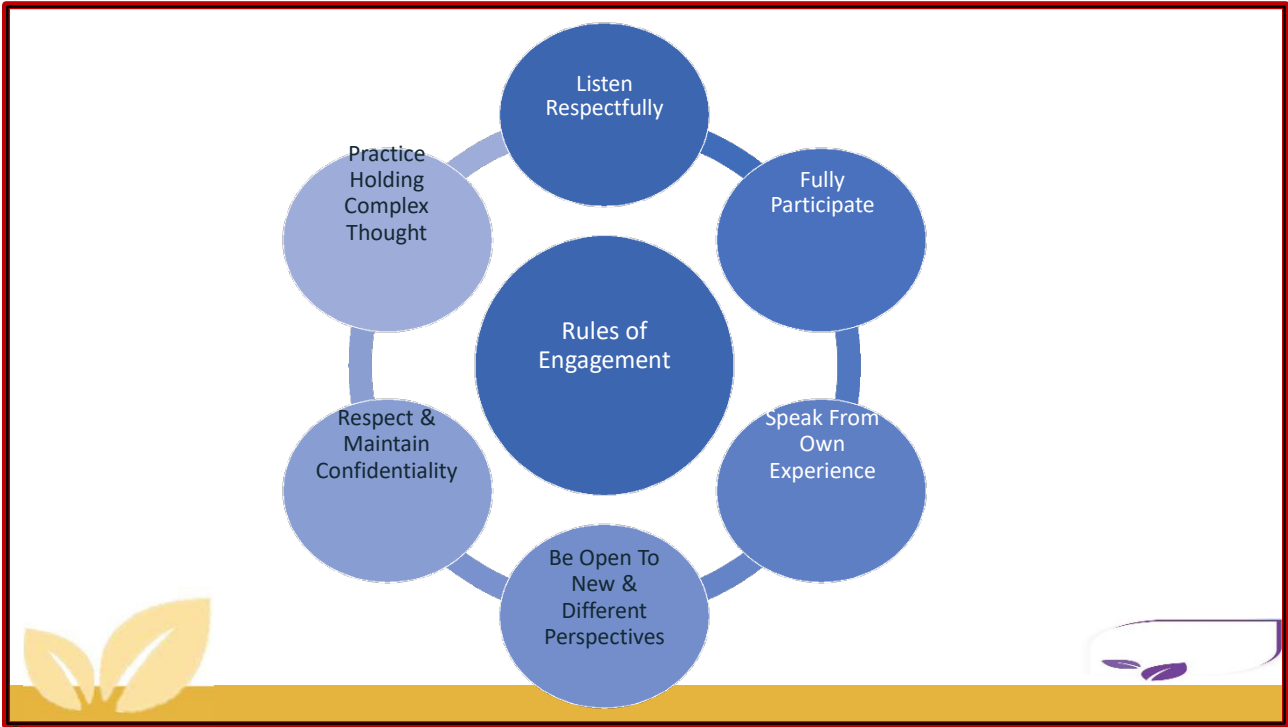 Listen
Respectfully
Fully
Participate
Speak From
Own
Experience
Be Open To
New &
Different
Perspectives
Respect &
Maintain
Confidentiality
Practice
Holding
Complex
Thought
Rules of
Engagement